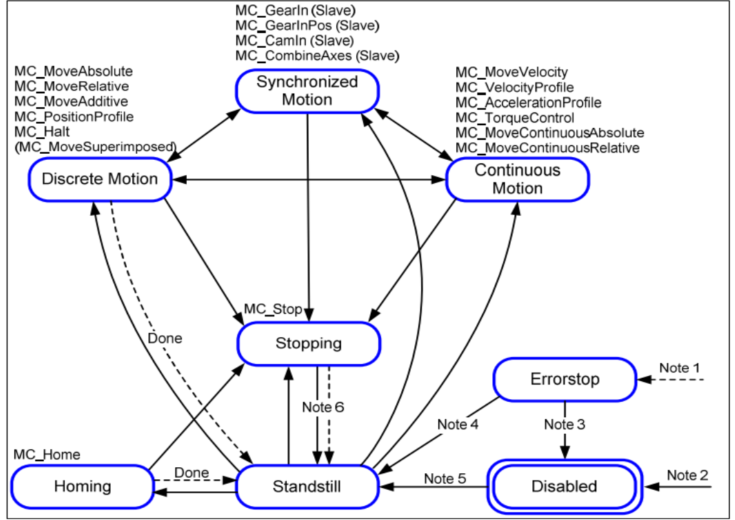 MC_GearIn (Slave)
MC_GearInPos (Slave)
MC_CamIn (Slave)
MC_CombineAxes (Slave)
Synchronized
Motion
MC_MoveAbsolute
MC_MoveRelative
MC_MoveAdditive
MC_PositionProfile
MC_Halt
(MC_MoveSuperimposed)
Discrete Motion
MC_MoveVelocity
MC_VelocityProfile
MC_AccelerationProfile
MC_TorqueControl
MC_MoveContinuousAbsolute
MC_MoveContinuousRelative
Continuous
Motion
MC_Stop
Stopping
Done
Note 6
Errorstop
Note 1
Note 4
Note 3
MC_Home
Homing
Done
Standstill
Note 5
Disabled
Note 2